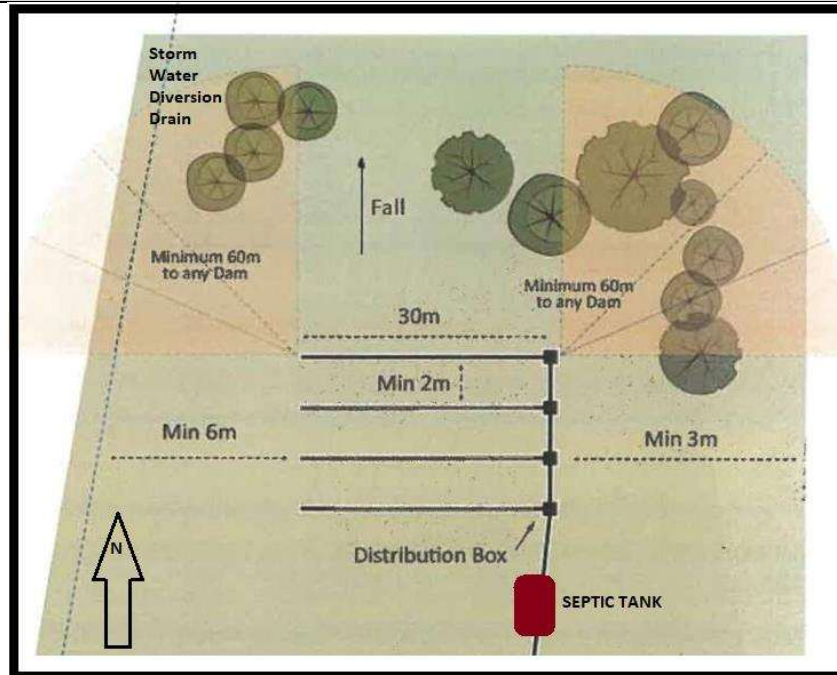 Storm
Water
Diversion
Drain
Fall
Minimum 60m
to any Dam
Minimum 60m
to any Dam
30m
Min 2m
Min 6m
Min 3m
N
Distribution Box
SEPTIC TANK